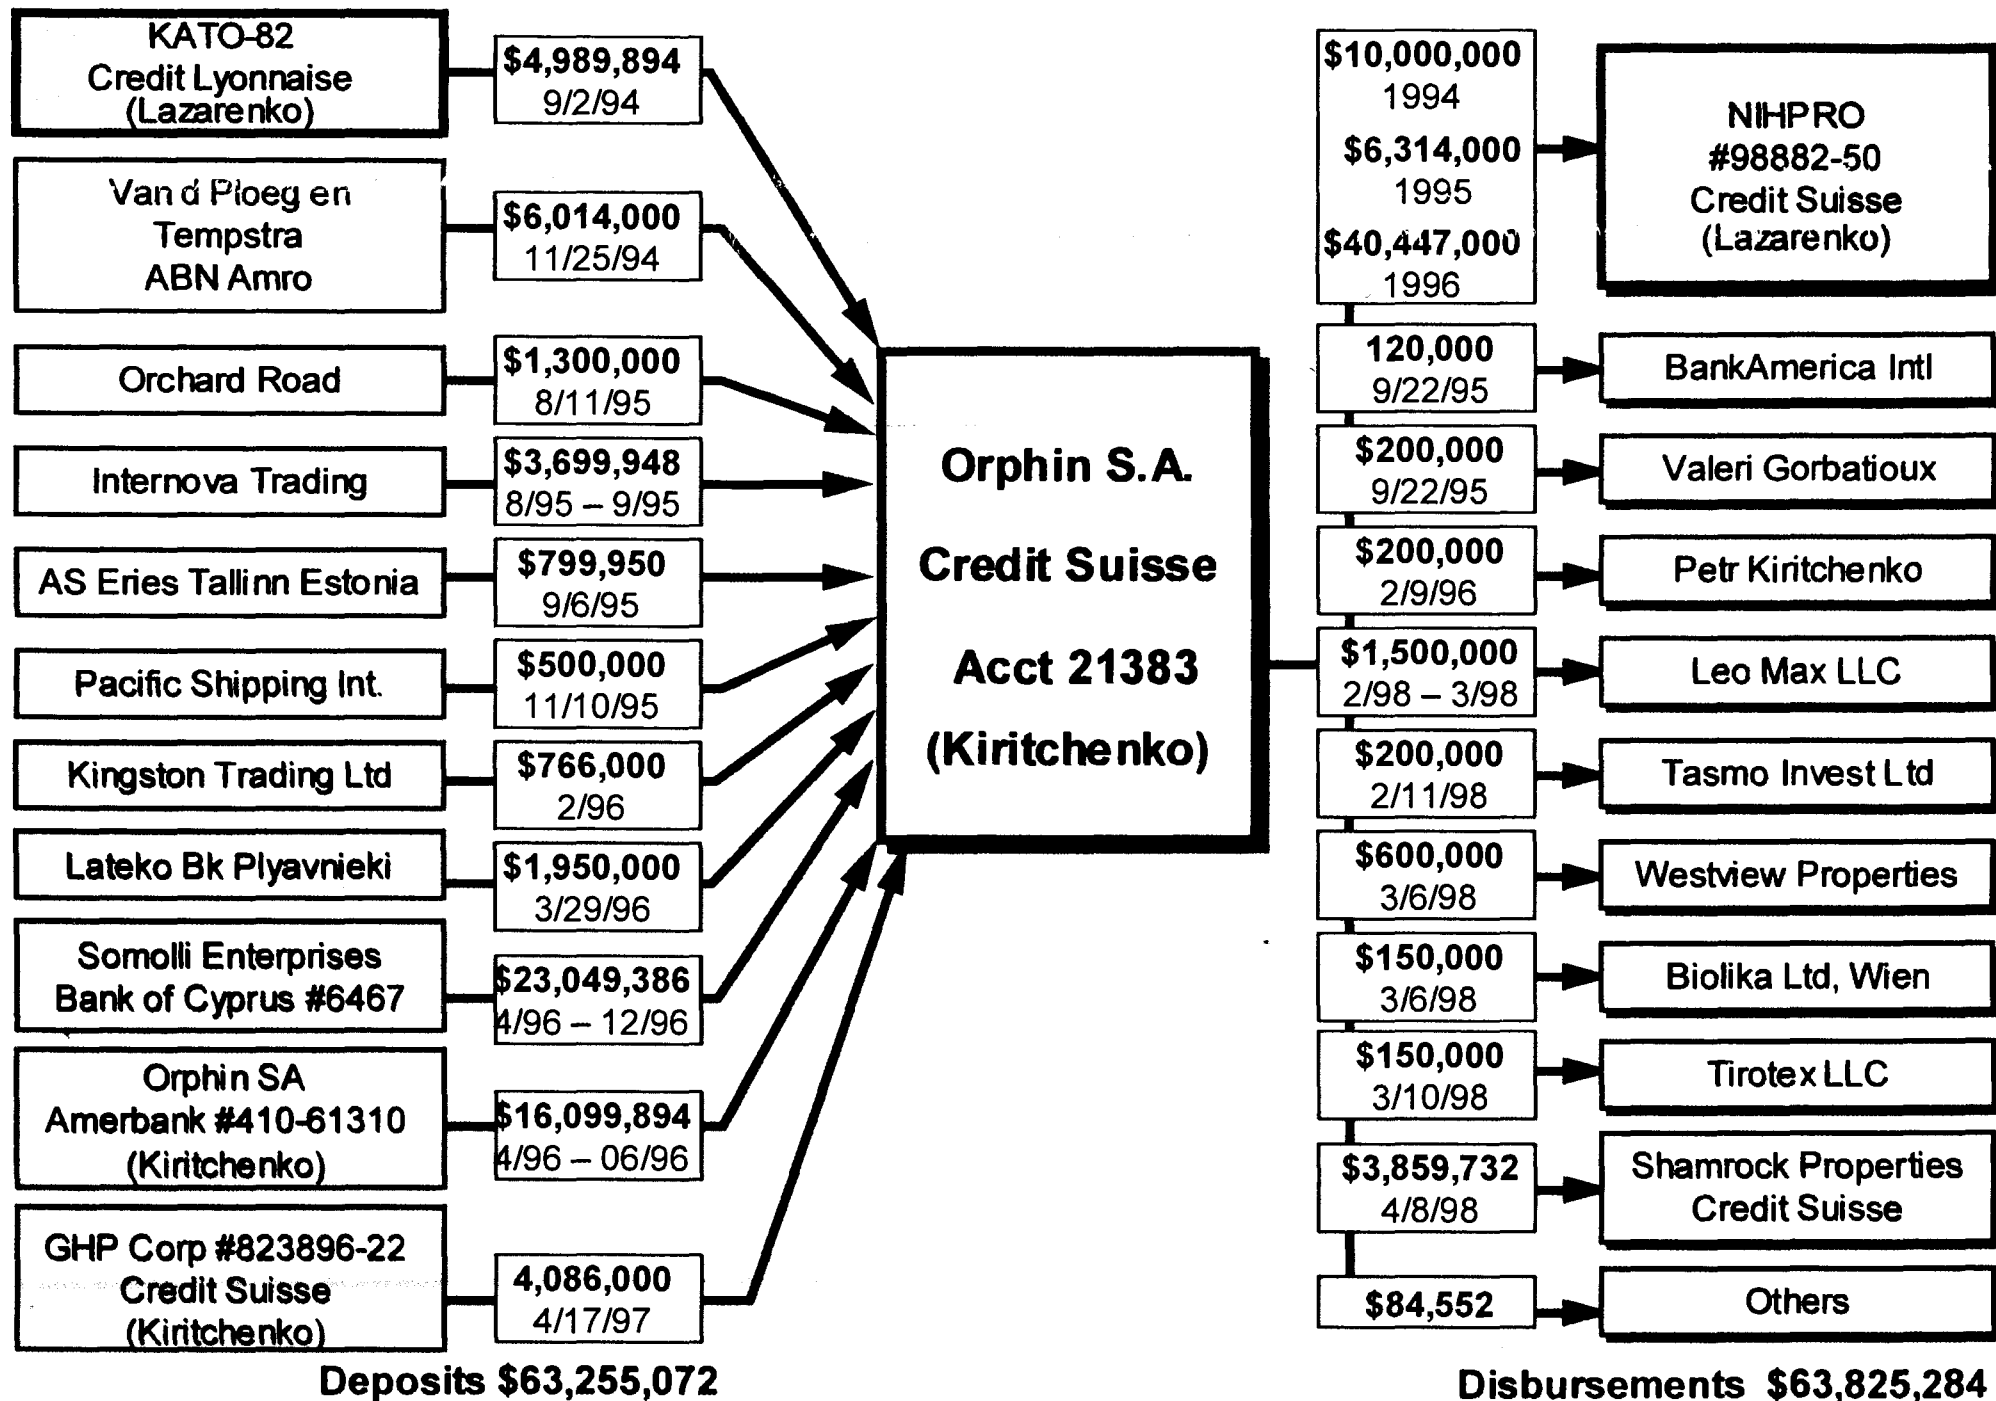 KATO-82
Credit Lyonnaise
(Lazarenko)
$4,989,894
9/2/94
Van d Ploeg en
Tempstra
ABN Amro
$6,014,000
11/25/94
Orchard Road
$1,300,000
8/11/95
Internova Trading
$3,699,948
8/95 – 9/95
AS Eries Tallinn Estonia
$799,950
9/6/95
Pacific Shipping Int.
$500,000
11/10/95
Kingston Trading Ltd
$766,000
2/96
Lateko Bk Plyavnieki
$1,950,000
3/29/96
Somolli Enterprises
Bank of Cyprus #6467
$23,049,386
4/96 – 12/96
Orphin SA
Amerbank #410-61310
(Kiritchenko)
$16,099,894
4/96 – 06/96
GHP Corp #823896-22
Credit Suisse
(Kiritchenko)
4,086,000
4/17/97
Deposits $63,255,072
Orphin S.A.
Credit Suisse
Acct 21383
(Kiritchenko)
$10,000,000
1994
$6,314,000
1995
$40,447,000
1996
NIHPRO
#98882-50
Credit Suisse
(Lazarenko)
120,000
9/22/95
BankAmerica Intl
$200,000
9/22/95
Valeri Gorbatioux
$200,000
2/9/96
Petr Kiritchenko
$1,500,000
2/98 – 3/98
Leo Max LLC
$200,000
2/11/98
Tasmo Invest Ltd
$600,000
3/6/98
Westview Properties
$150,000
3/6/98
Biolika Ltd, Wien
$150,000
3/10/98
Tirotex LLC
$3,859,732
4/8/98
Shamrock Properties
Credit Suisse
$84,552
Others
Disbursements $63,825,284